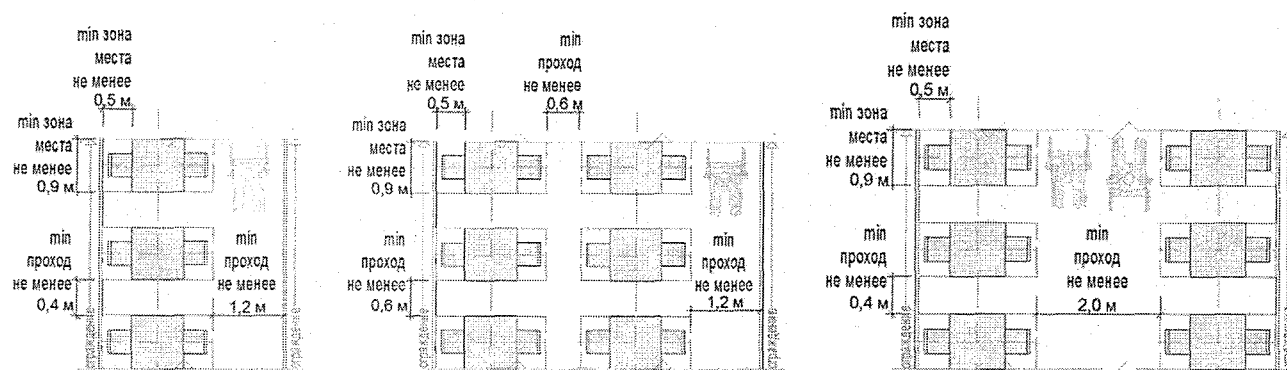 min зона
места
не менее
0,5 м
min зона
места
не менее
0,9 м
min
проход
не менее
0,4 м
min
проход
не менее
1,2 м
ограждение
ограждение
min зона
места
не менее
0,5 м
min
проход
не менее
0,6 м
min зона
места
не менее
0,9 м
min
проход
не менее
0,6 м
min
проход
не менее
1,2 м
ограждение
ограждение
min зона
места
не менее
0,5 м
min зона
места
не менее
0,9 м
min
проход
не менее
0,4 м
min
проход
не менее
2,0 м
ограждение
ограждение